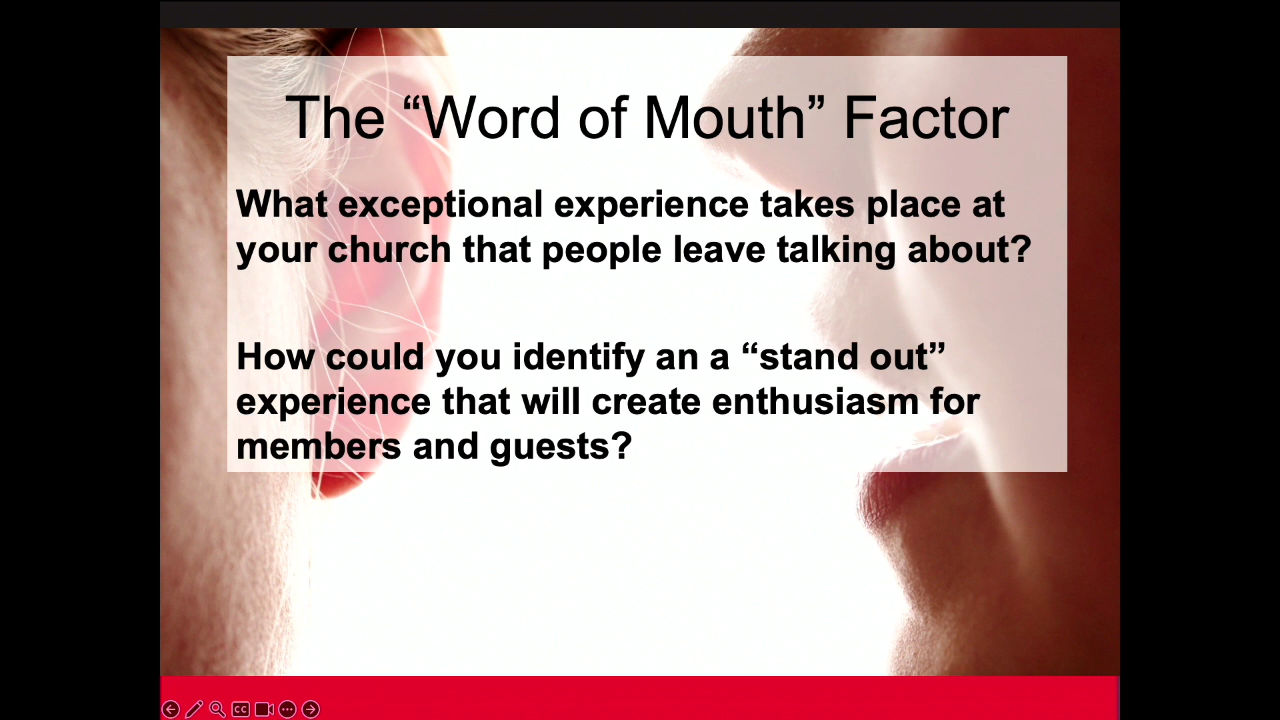 The “Word of Mouth” Factor
What exceptional experience takes place at
your church that people leave talking about?
How could you identify an a “stand out”
experience that will create enthusiasm for
members and guests?
CC